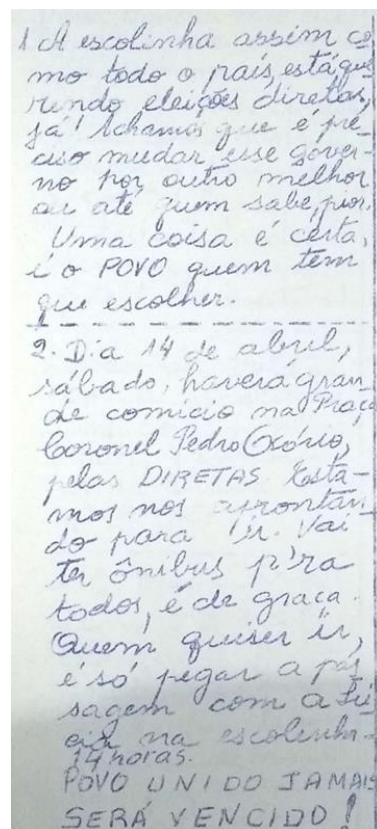 1 A escolinha assim co
mo todo o país, está que
rendo eleições diretas,
já! Achamos que é pre
ciso mudar esse gover-
no por outro melhor
ou até quem sabe, pior.
Uma coisa é certa,
é o POVO quem tem
que escolher.
2. Dia 14 de abril,
sábado, haverá gran
de comício na Praça
Coronel Pedro Osório,
pelas DIRETAS. Esta-
mos nos aprontan
do para ir. Vai
ter ônibus p'ra
todos, é de graça.
Quem quiser ir,
é só pegar a pas
sagem com a Lú
cia na escolinha -
14 horas.
POVO UNIDO JAMAIS
SERÁ VENCIDO!